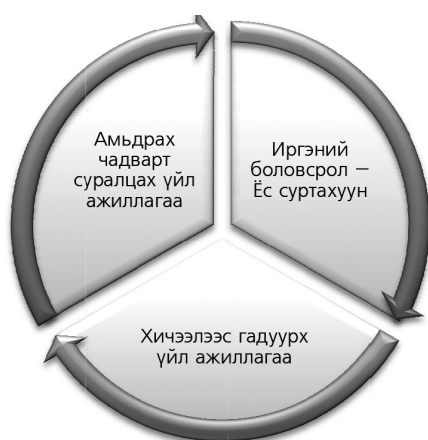 Амьдрах
чадварт
суралцах үйл
ажиллагаа
Иргэний
боловсрол –
Ёс суртахуун
Хичээлээс гадуурх
үйл ажиллагаа